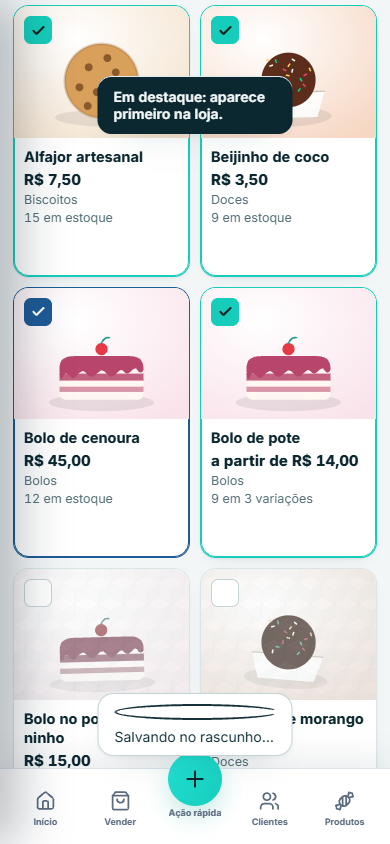 Em destaque: aparece
primeiro na loja.
Alfajor artesanal
R$ 7,50
Biscoitos
15 em estoque
Beijinho de coco
R$ 3,50
Doces
9 em estoque
Bolo de cenoura
R$ 45,00
Bolos
12 em estoque
Bolo de pote
a partir de R$ 14,00
Bolos
9 em 3 variações
Bolo no po
ninho
R$ 15,00
e morango
Doces
Salvando no rascunho...
Início
Vender
Ação rápida
Clientes
Produtos